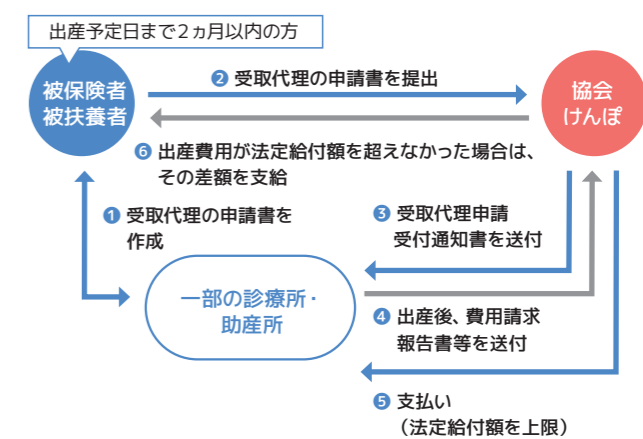 出産予定日まで2ヵ月以内の方
被保険者
被扶養者
❷ 受取代理の申請書を提出
協会
けんぽ
❻ 出産費用が法定給付額を超えなかった場合は、
その差額を支給
❶ 受取代理の申請書を
作成
❸ 受取代理申請
受付通知書を送付
一部の診療所・
助産所
❹ 出産後、費用請求
報告書等を送付
❺ 支払い
(法定給付額を上限)